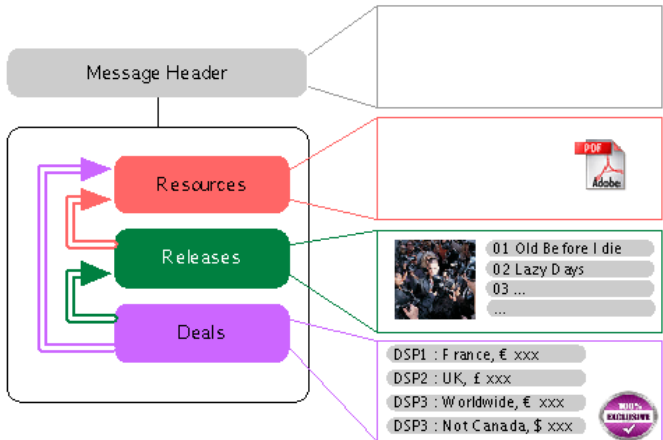 Message Header
Resources
PDF
Adobe
Releases
01 Old Before I die
02 Lazy Days
03 ...
...
Deals
DSP1 : France, € xxx
DSP2 : UK, £ xxx
DSP3 : Worldwide, € xxx
DSP3 : Not Canada, $ xxx
100%
EXCLUSIVE